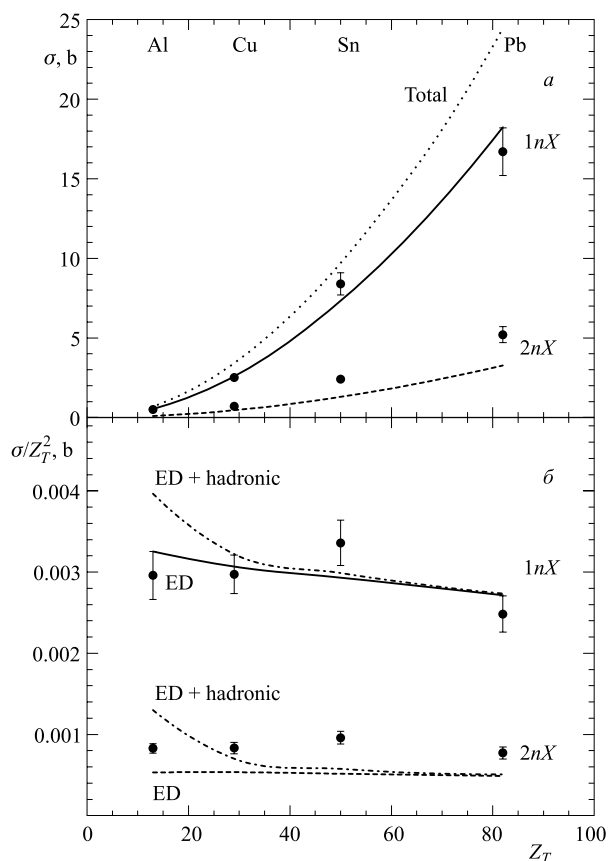 25
Al Cu Sn Pb
σ, b
a
20
Total
1nX
15
10
5
2nX
0
σ/Z_T^2, b
ED + hadronic
б
0.004
1nX
0.003
ED
0.002
ED + hadronic
0.001
2nX
ED
0 20 40 60 80 100
Z_T